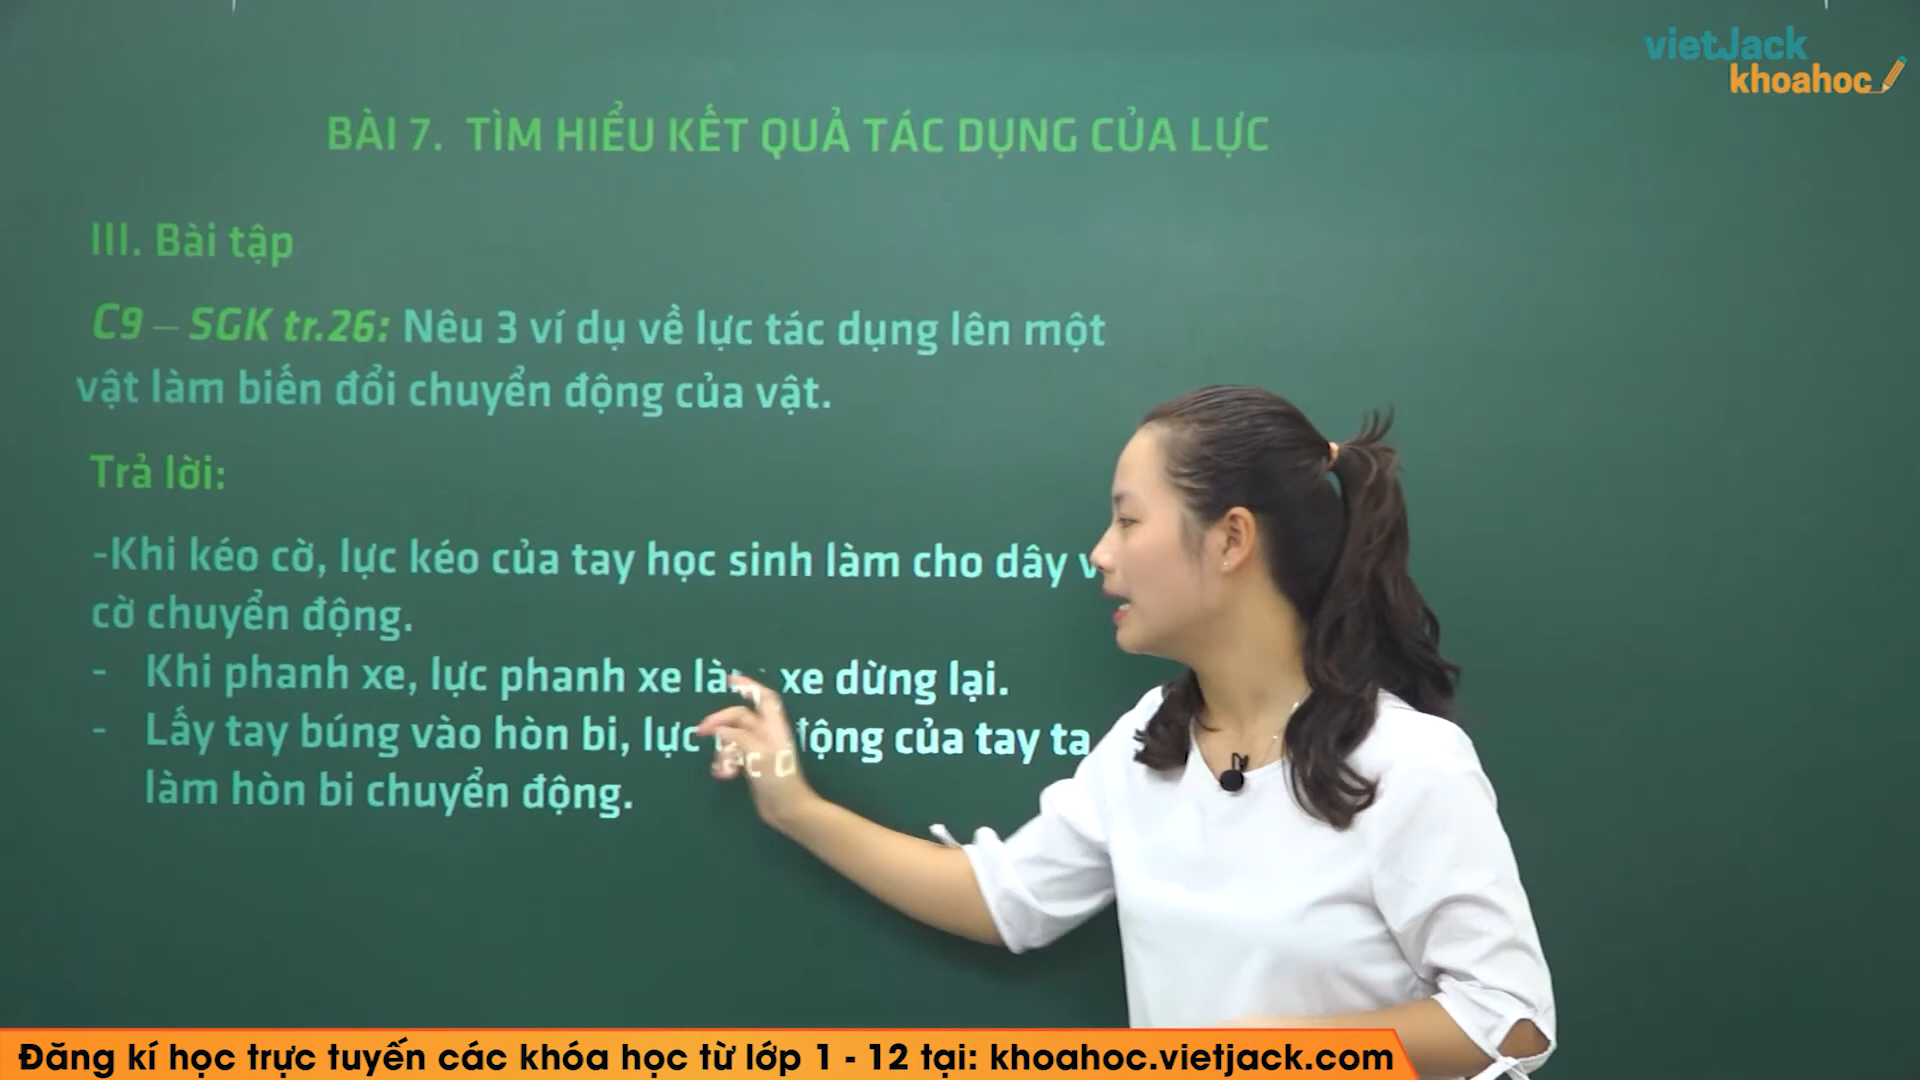 vietJack
khoahoc
BÀI 7. TÌM HIỂU KẾT QUẢ TÁC DỤNG CỦA LỰC
III. Bài tập
C9 – SGK tr.26: Nêu 3 ví dụ về lực tác dụng lên một
vật làm biến đổi chuyển động của vật.
Trả lời:
-Khi kéo cờ, lực kéo của tay học sinh làm cho dây
cờ chuyển động.
- Khi phanh xe, lực phanh xe làm xe dừng lại.
- Lấy tay búng vào hòn bi, lực động của tay ta
làm hòn bi chuyển động.
Đăng kí học trực tuyến các khóa học từ lớp 1 - 12 tại: khoahoc.vietjack.com